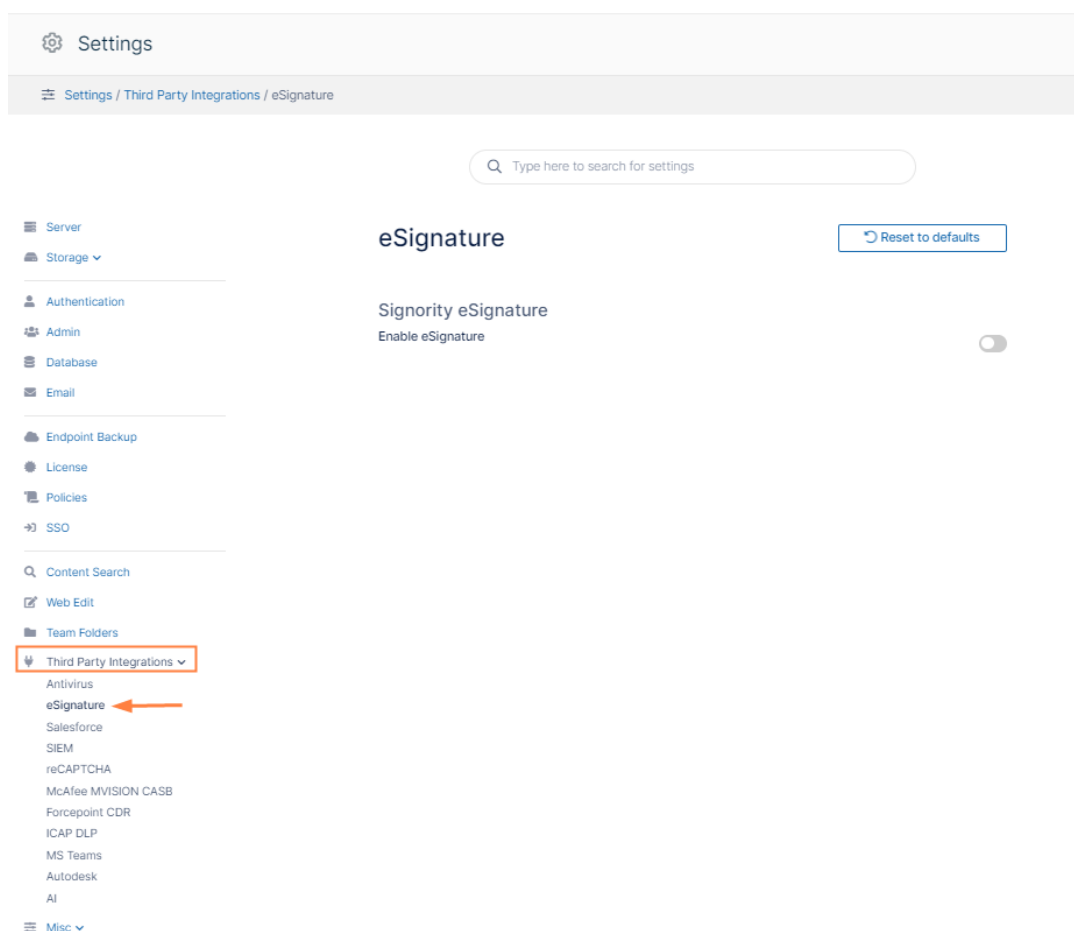 Settings
Settings / Third Party Integrations / eSignature
Type here to search for settings
Server
Storage
Authentication
Admin
Database
Email
Endpoint Backup
License
Policies
SSO
Content Search
Web Edit
Team Folders
Third Party Integrations
Antivirus
eSignature
Salesforce
SIEM
reCAPTCHA
McAfee MVISION CASB
Forcepoint CDR
ICAP DLP
MS Teams
Autodesk
AI
Misc
eSignature
Reset to defaults
Signority eSignature
Enable eSignature